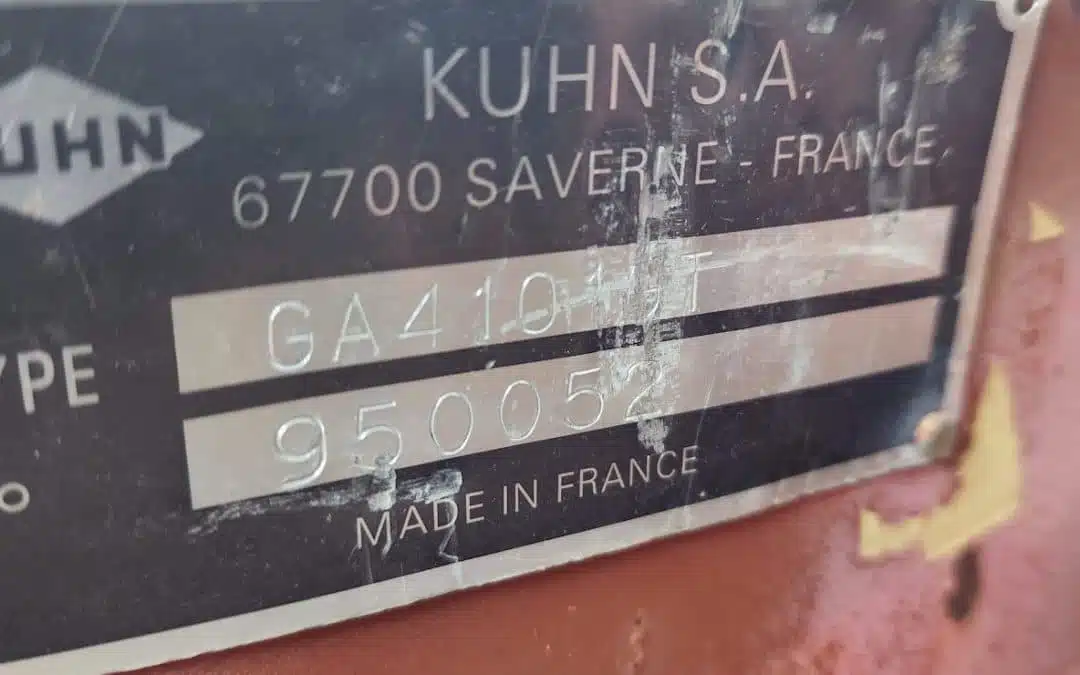 KUHN S.A.
UHN
67700 SAVERNE - FRANCE
YPE
950052
o
MADE IN FRANCE